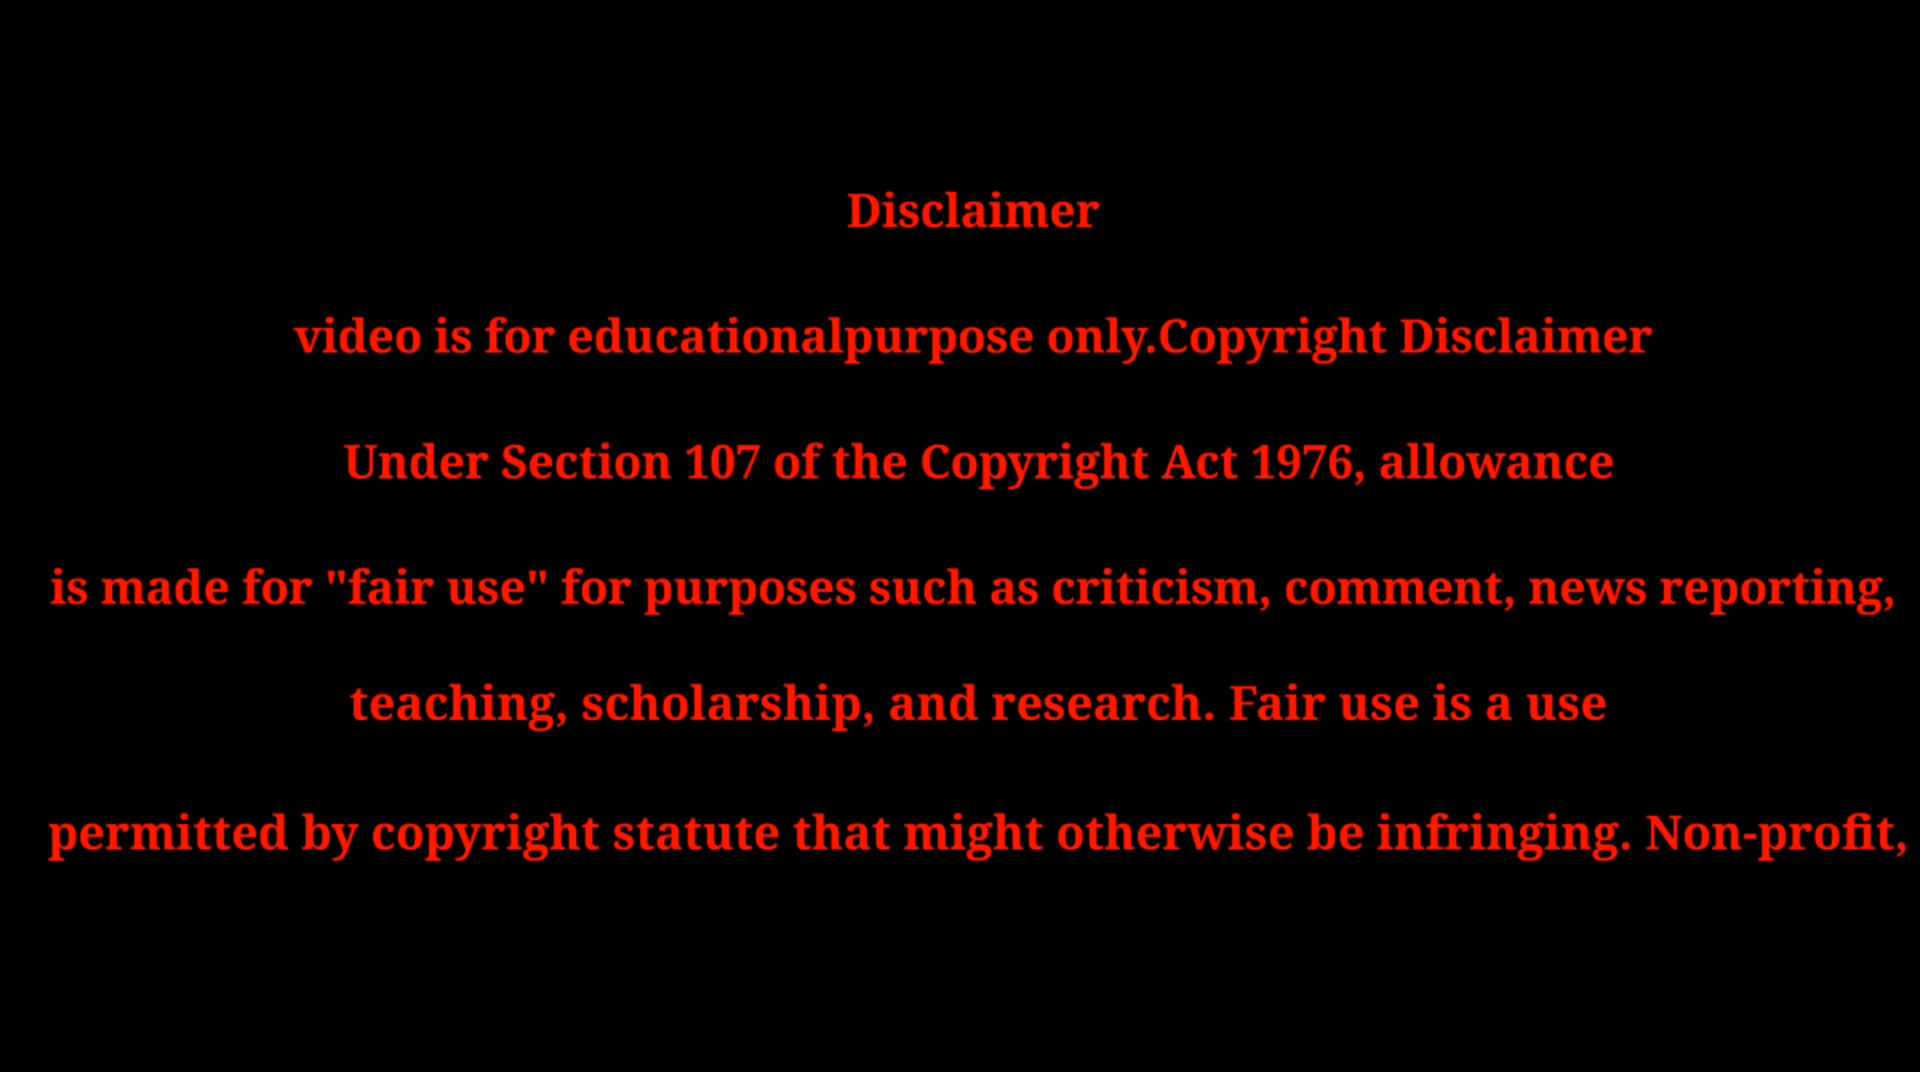 Disclaimer
video is for educationalpurpose only.Copyright Disclaimer
Under Section 107 of the Copyright Act 1976, allowance
is made for "fair use" for purposes such as criticism, comment, news reporting,
teaching, scholarship, and research. Fair use is a use
permitted by copyright statute that might otherwise be infringing. Non-profit,